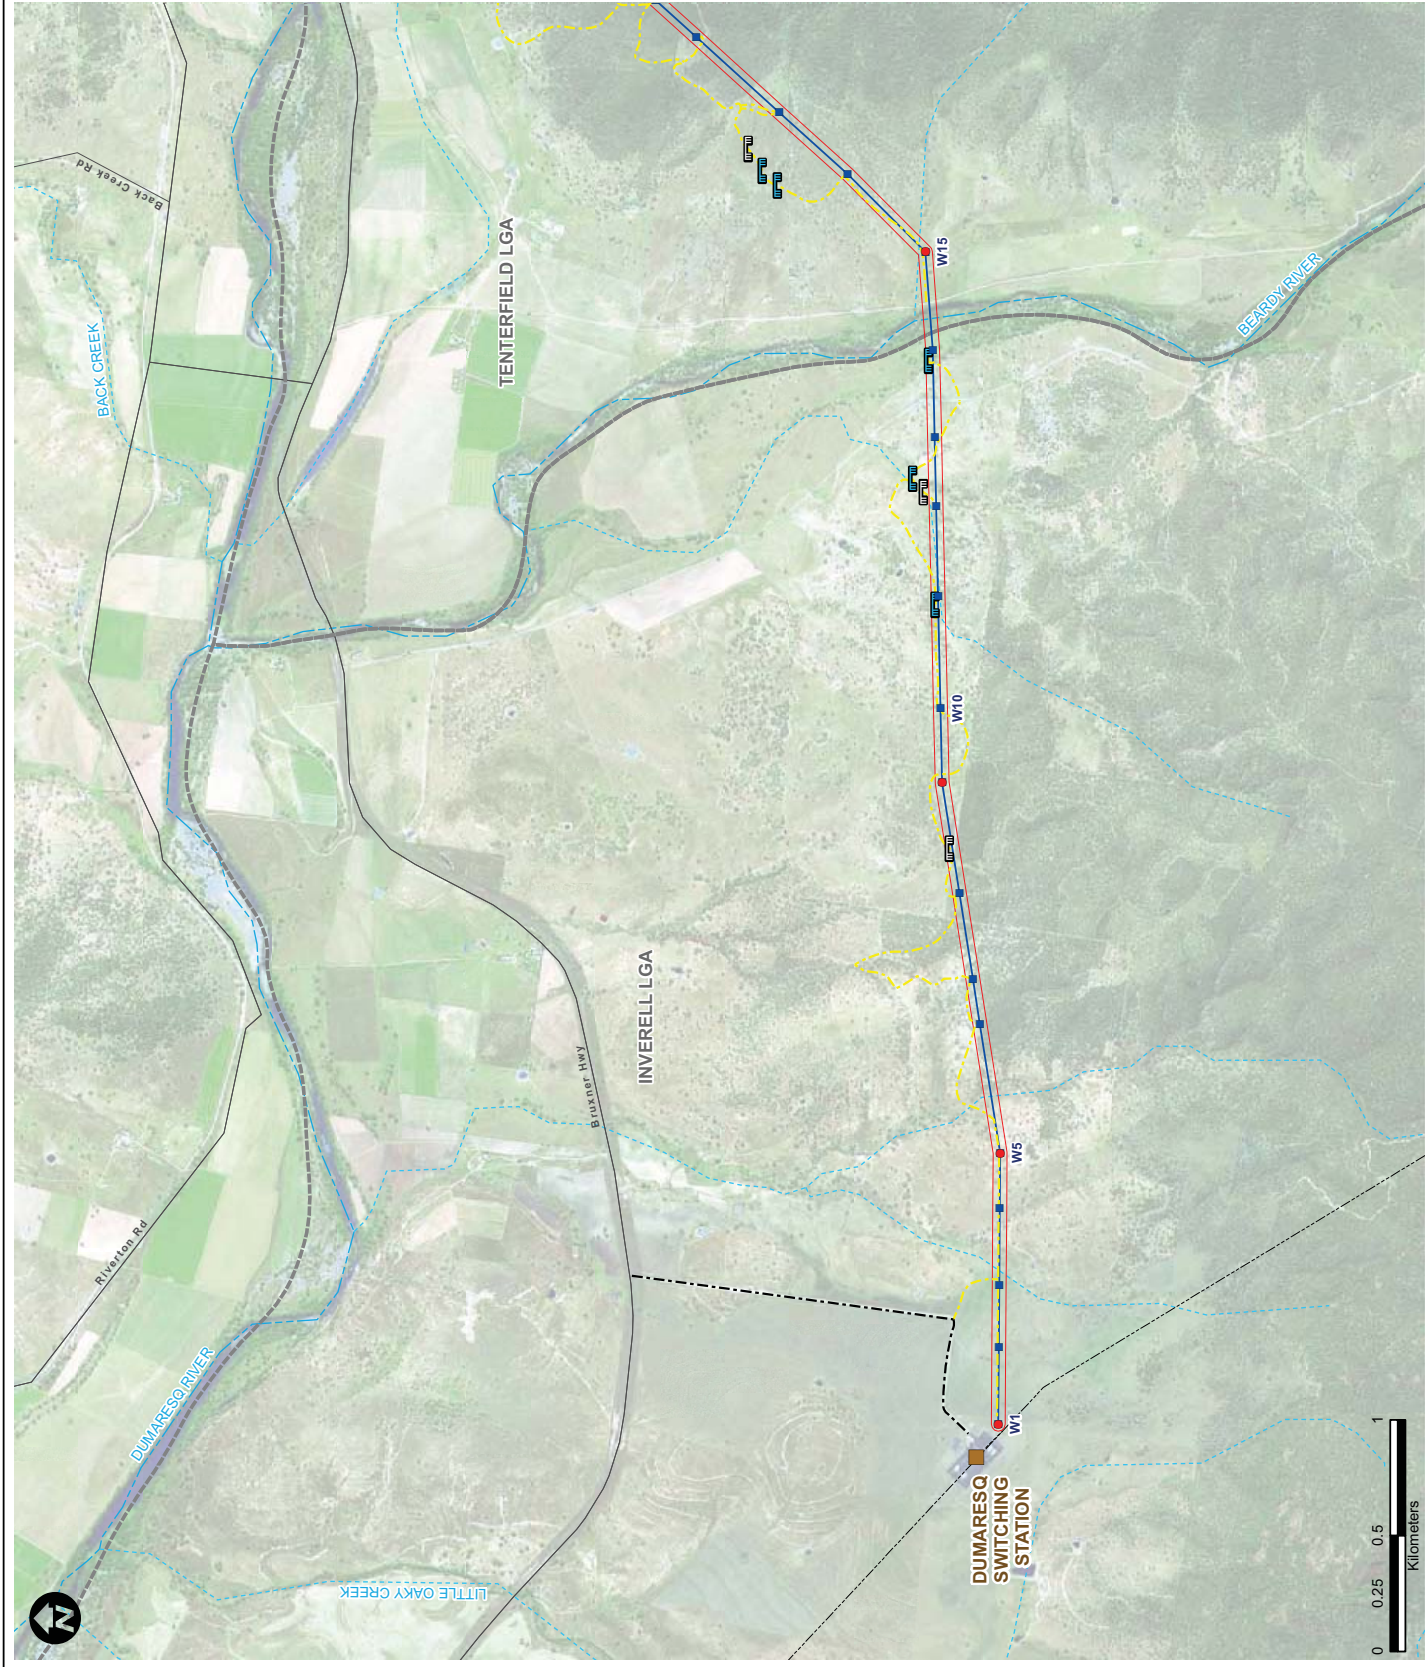 N
Back Creek Rd
BACK CREEK
TENTERFIELD LGA
W15
BEARDY RIVER
W10
INVERELL LGA
Bruxner Hwy
W5
Riverton Rd
DUMARESQ RIVER
W1
DUMARESQ
SWITCHING
STATION
LITTLE OAKY CREEK
0 0.25 0.5 1
Kilometers